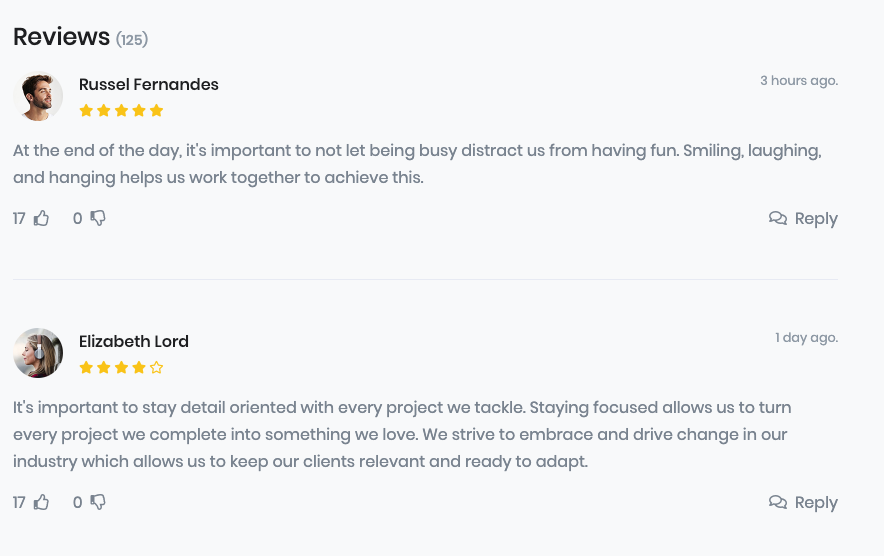 Reviews (125)
Russel Fernandes
3 hours ago.
At the end of the day, it's important to not let being busy distract us from having fun. Smiling, laughing,
and hanging helps us work together to achieve this.
17 0 Reply
Elizabeth Lord
1 day ago.
It's important to stay detail oriented with every project we tackle. Staying focused allows us to turn
every project we complete into something we love. We strive to embrace and drive change in our
industry which allows us to keep our clients relevant and ready to adapt.
17 0 Reply